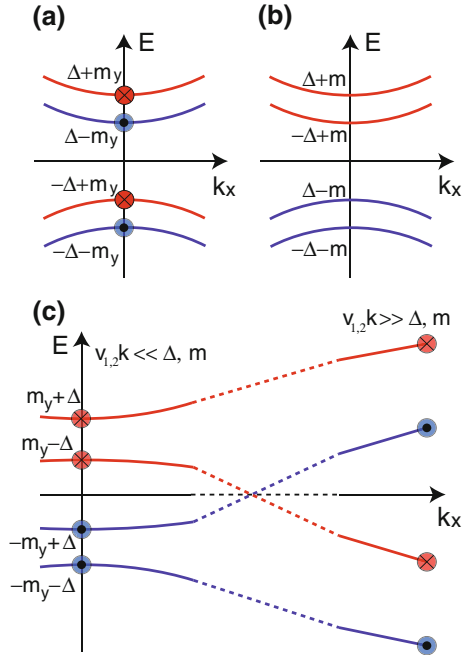 (a)
E
Δ+m_y
Δ−m_y
−Δ+m_y
k_x
−Δ−m_y
(b)
E
Δ+m
−Δ+m
Δ−m
k_x
−Δ−m
(c)
E
v_{1,2}k << Δ, m
v_{1,2}k >> Δ, m
m_y+Δ
m_y−Δ
k_x
−m_y+Δ
−m_y−Δ